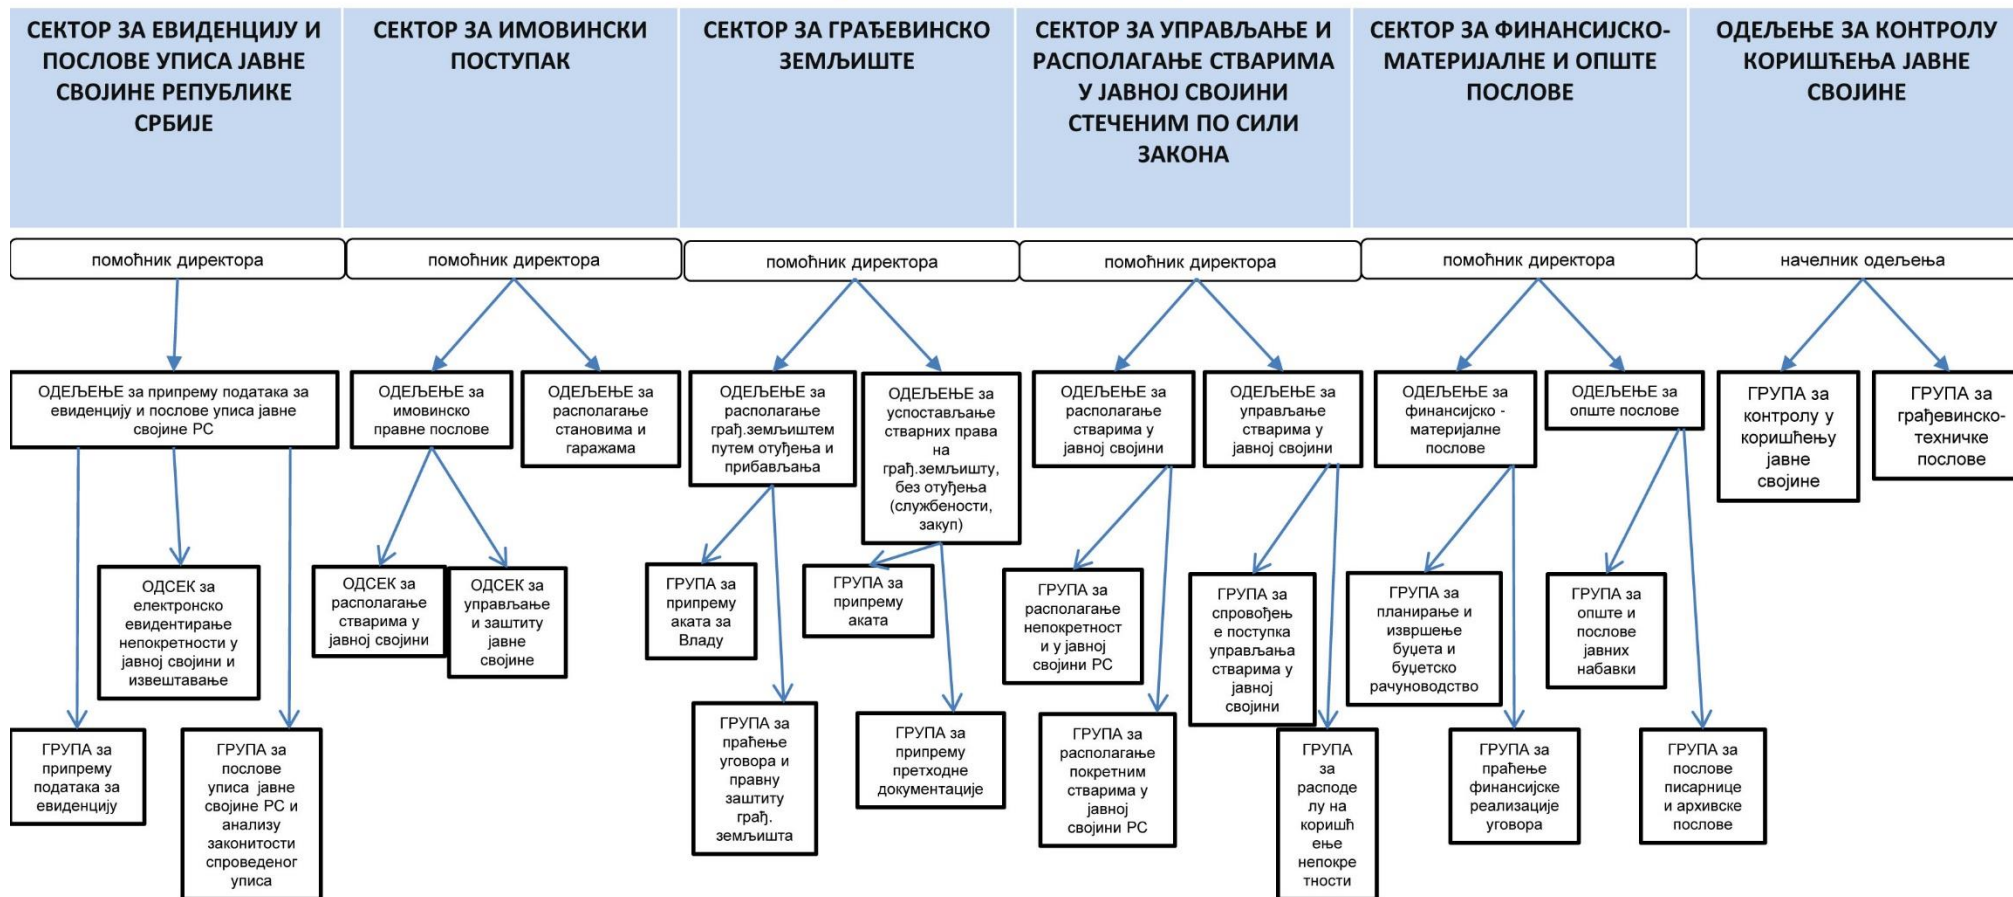 СЕКТОР ЗА ЕВИДЕНЦИЈУ И
ПОСЛОВЕ УПИСА ЈАВНЕ
СВОЈИНЕ РЕПУБЛИКЕ
СРБИЈЕ
СЕКТОР ЗА ИМОВИНСКИ
ПОСТУПАК
СЕКТОР ЗА ГРАЂЕВИНСКО
ЗЕМЉИШТЕ
СЕКТОР ЗА УПРАВЉАЊЕ И
РАСПОЛАГАЊЕ СТВАРИМА
У ЈАВНОЈ СВОЈИНИ
СТЕЧЕНИМ ПО СИЛИ
ЗАКОНА
СЕКТОР ЗА ФИНАНСИЈСКО-
МАТЕРИЈАЛНЕ И ОПШТЕ
ПОСЛОВЕ
ОДЕЉЕЊЕ ЗА КОНТРОЛУ
КОРИШЋЕЊА ЈАВНЕ
СВОЈИНЕ
помоћник директора
помоћник директора
помоћник директора
помоћник директора
помоћник директора
начелник одељења
ОДЕЉЕЊЕ за припрему података за
евиденцију и послове уписа јавне
својине РС
ОДЕЉЕЊЕ за
имовинско
правне послове
ОДЕЉЕЊЕ за
располагање
становима и
гаражама
ОДЕЉЕЊЕ за
располагање
грађ.земљиштем
путем отуђења и
прибављања
ОДЕЉЕЊЕ за
успостављање
стварних права
на
грађ.земљишту,
без отуђења
(службености,
закуп)
ОДЕЉЕЊЕ за
располагање
стварима у
јавној својини
ОДЕЉЕЊЕ за
управљање
стварима у
јавној својини
ОДЕЉЕЊЕ за
финансијско -
материјалне
послове
ОДЕЉЕЊЕ за
опште послове
ГРУПА за
контролу у
коришћењу
јавне
својине
ГРУПА за
грађевинско-
техничке
послове
ОДСЕК за
електронско
евидентирање
непокретности у
јавној својини и
извештавање
ОДСЕК за
располагање
стварима у
јавној својини
ОДСЕК за
управљање
и заштиту
јавне
својине
ГРУПА за
припрему
аката за
Владу
ГРУПА за
припрему
аката
ГРУПА за
располагање
непокретност
и у јавној
својини РС
ГРУПА за
спровођењ
е поступка
управљања
стварима у
јавној
својини
ГРУПА за
планирање и
извршење
буџета и
буџетско
рачуноводство
ГРУПА за
опште и
послове
јавних
набавки
ГРУПА за
припрему
података за
евиденцију
ГРУПА за
послове
уписа јавне
својине РС и
анализу
законитости
спроведеног
уписа
ГРУПА за
праћење
уговора и
правну
заштиту
грађ.
земљишта
ГРУПА за
припрему
претходне
документације
ГРУПА за
располагање
покретним
стварима у
јавној
својини РС
ГРУПА
за
расподе
лу на
коришћ
ење
непокре
тности
ГРУПА за
праћење
финансијске
реализације
уговора
ГРУПА за
послове
писарнице
и архивске
послове